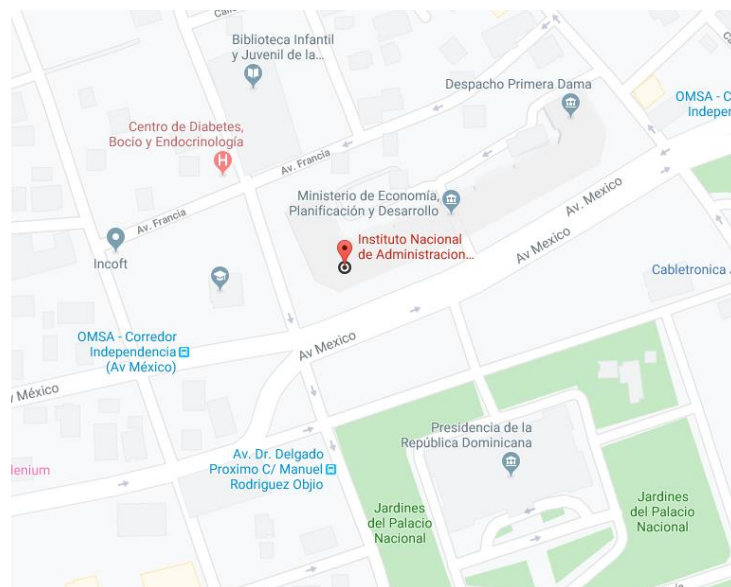 Calle
Ca
Biblioteca Infantil
y Juvenil de la...
Despacho Primera Dama
OMSA - C
Indepen
Centro de Diabetes,
Bocio y Endocrinología
H
Av. Francia
Av. Francia
Ministerio de Economía,
Planificación y Desarrollo
Av. Mexico
Av Mexico
Instituto Nacional
de Administracion...
Incoft
Cabletronica J
OMSA - Corredor
Independencia
(Av México)
Av Mexico
v México
Presidencia de la
República Dominicana
Av. Dr. Delgado
Proximo C/ Manuel
Rodriguez Objio
lenium
Jardines
del Palacio
Nacional
Jardines
del Palacio
Nacional